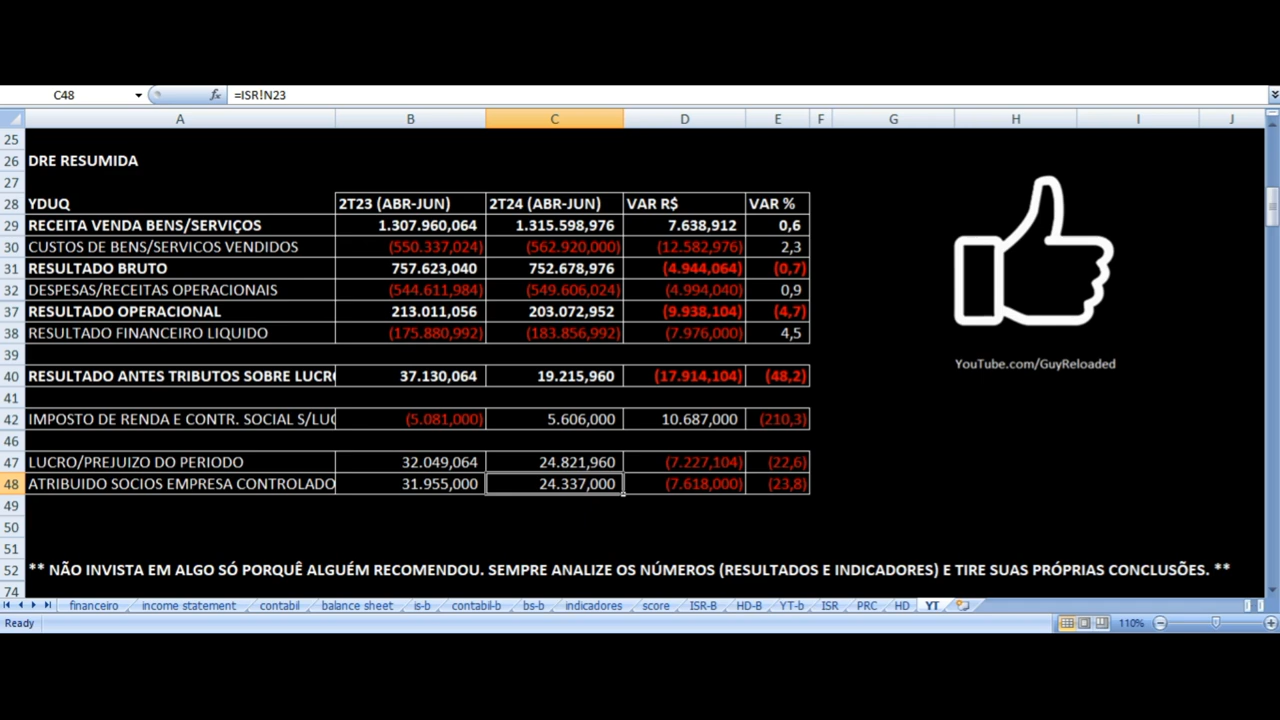 C48 fx =ISR!N23
A B C D E F G H I J
25
26 DRE RESUMIDA
27
28 YDUQ 2T23 (ABR-JUN) 2T24 (ABR-JUN) VAR R$ VAR %
29 RECEITA VENDA BENS/SERVIÇOS 1.307.960,064 1.315.598,976 7.638,912 0,6
30 CUSTOS DE BENS/SERVICOS VENDIDOS (550.337,024) (562.920,000) (12.582,976) 2,3
31 RESULTADO BRUTO 757.623,040 752.678,976 (4.944,064) (0,7)
32 DESPESAS/RECEITAS OPERACIONAIS (544.611,984) (549.606,024) (4.994,040) 0,9
37 RESULTADO OPERACIONAL 213.011,056 203.072,952 (9.938,104) (4,7)
38 RESULTADO FINANCEIRO LIQUIDO (175.880,992) (183.856,992) (7.976,000) 4,5
39
40 RESULTADO ANTES TRIBUTOS SOBRE LUCRO 37.130,064 19.215,960 (17.914,104) (48,2)
41
42 IMPOSTO DE RENDA E CONTR. SOCIAL S/LUC (5.081,000) 5.606,000 10.687,000 (210,3)
46
47 LUCRO/PREJUIZO DO PERIODO 32.049,064 24.821,960 (7.227,104) (22,6)
48 ATRIBUIDO SOCIOS EMPRESA CONTROLADO 31.955,000 24.337,000 (7.618,000) (23,8)
49
50
51
52 ** NÃO INVISTA EM ALGO SÓ PORQUÊ ALGUÉM RECOMENDOU. SEMPRE ANALIZE OS NÚMEROS (RESULTADOS E INDICADORES) E TIRE SUAS PRÓPRIAS CONCLUSÕES. **
74
YouTube.com/GuyReloaded
financeiro income statement contabil balance sheet is-b contabil-b bs-b indicadores score ISR-B HD-B YT-b ISR PRC HD YT
Ready 110%